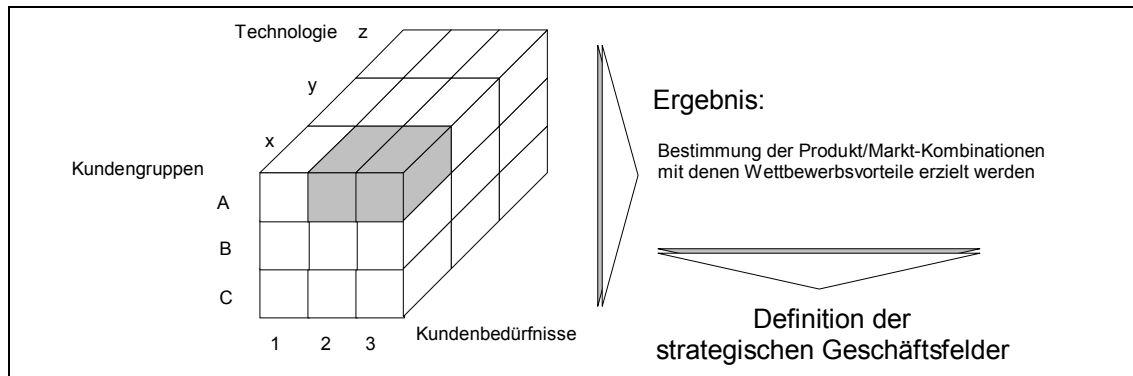 Technologie z
y
x
Kundengruppen
A
B
C
1 2 3
Kundenbedürfnisse
Ergebnis:
Bestimmung der Produkt/Markt-Kombinationen
mit denen Wettbewerbsvorteile erzielt werden
Definition der
strategischen Geschäftsfelder